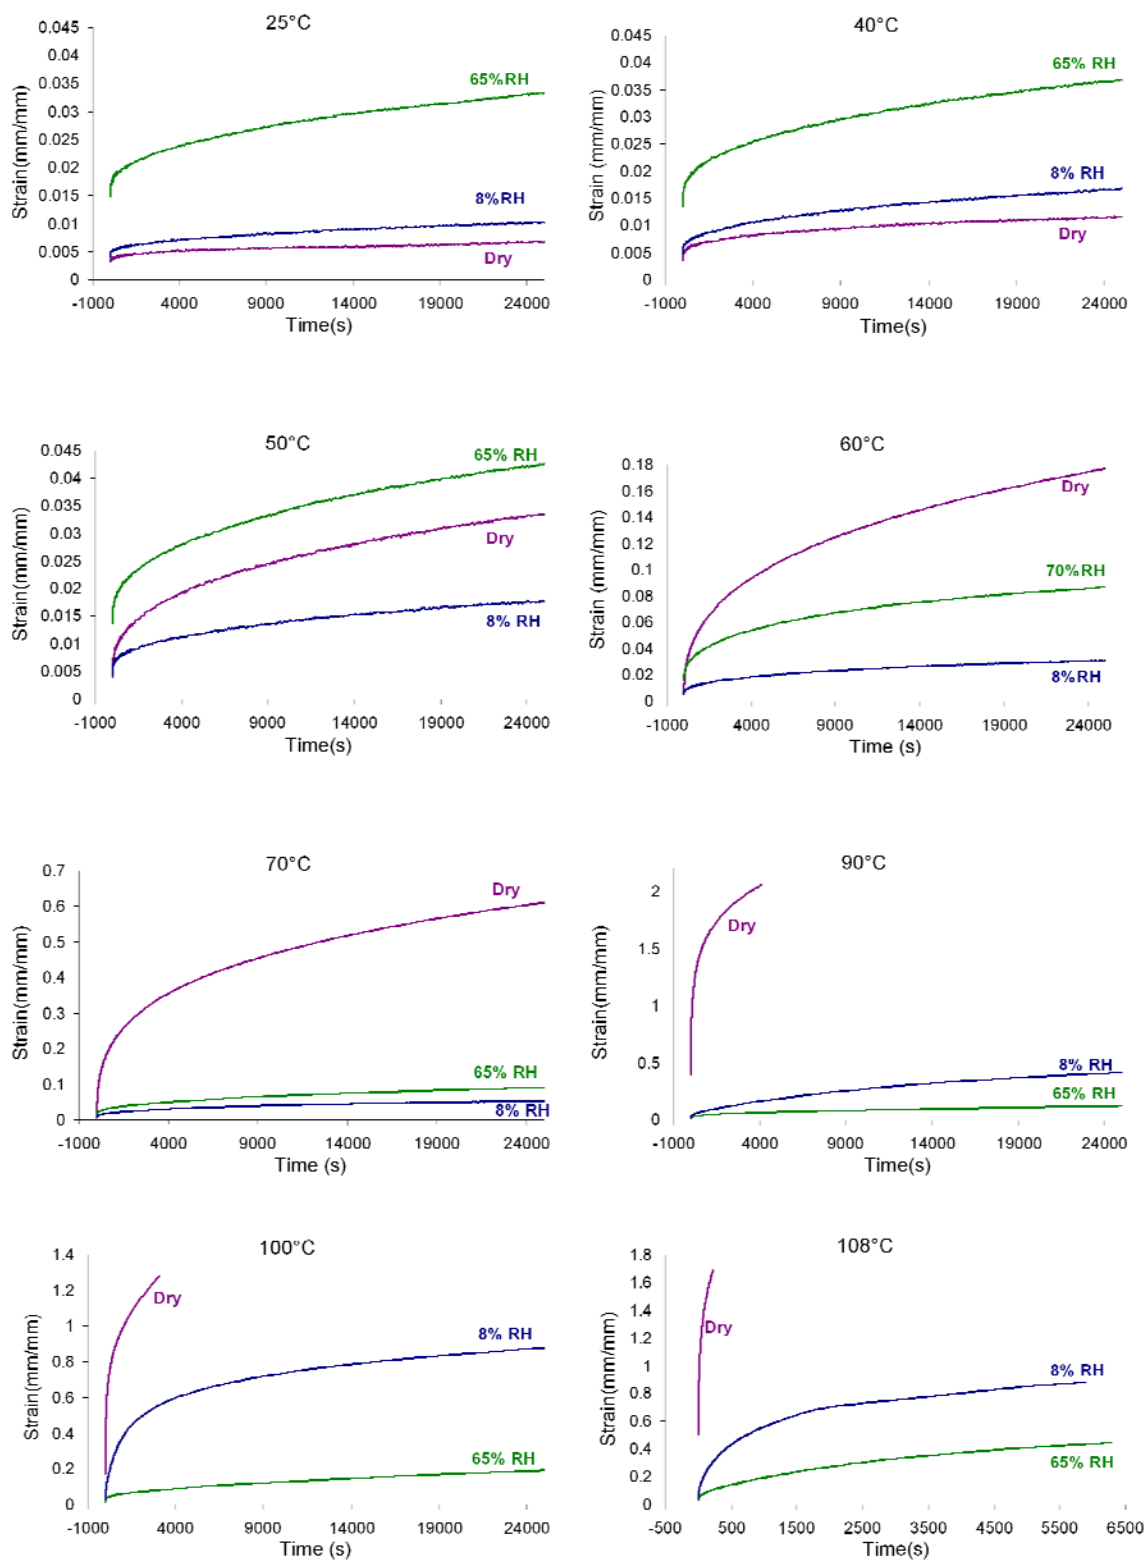 25°C
0.045
0.04
0.035
0.03
0.025
0.02
0.015
0.01
0.005
0
Strain(mm/mm)
65%RH
8%RH
Dry
-1000 4000 9000 14000 19000 24000
Time(s)
40°C
0.045
0.04
0.035
0.03
0.025
0.02
0.015
0.01
0.005
0
Strain (mm/mm)
65% RH
8% RH
Dry
-1000 4000 9000 14000 19000 24000
Time(s)
50°C
0.045
0.04
0.035
0.03
0.025
0.02
0.015
0.01
0.005
0
Strain(mm/mm)
65% RH
Dry
8% RH
-1000 4000 9000 14000 19000 24000
Time(s)
60°C
0.18
0.16
0.14
0.12
0.1
0.08
0.06
0.04
0.02
0
Strain (mm/mm)
Dry
70%RH
8%RH
-1000 4000 9000 14000 19000 24000
Time (s)
70°C
0.7
0.6
0.5
0.4
0.3
0.2
0.1
0
Strain(mm/mm)
Dry
65% RH
8% RH
-1000 4000 9000 14000 19000 24000
Time (s)
90°C
2
1.5
1
0.5
0
Strain(mm/mm)
Dry
8% RH
65% RH
-1000 4000 9000 14000 19000 24000
Time(s)
100°C
1.4
1.2
1
0.8
0.6
0.4
0.2
0
Strain(mm/mm)
Dry
8% RH
65% RH
-1000 4000 9000 14000 19000 24000
Time(s)
108°C
1.8
1.6
1.4
1.2
1
0.8
0.6
0.4
0.2
0
Strain(mm/mm)
Dry
8% RH
65% RH
-500 500 1500 2500 3500 4500 5500 6500
Time(s)